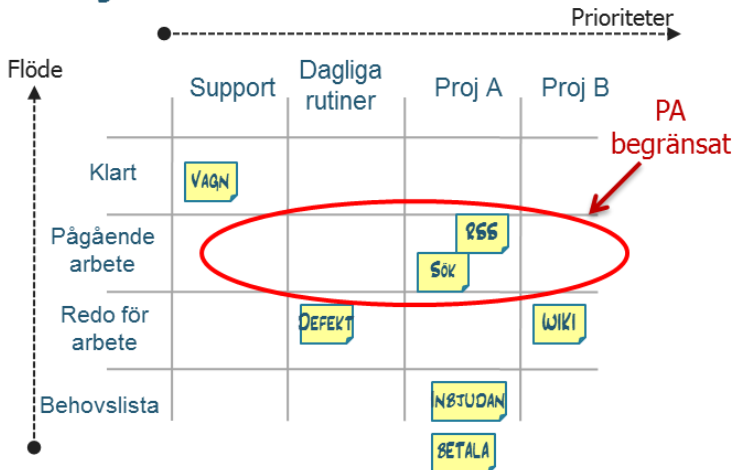 Prioriteter
Flöde
Support
Dagliga
rutiner
Proj A
Proj B
PA
begränsat
Klart
VAGN
Pågående
arbete
RSS
SÖK
Redo för
arbete
DEFEKT
WIKI
Behovslista
INBJUDAN
BETALA